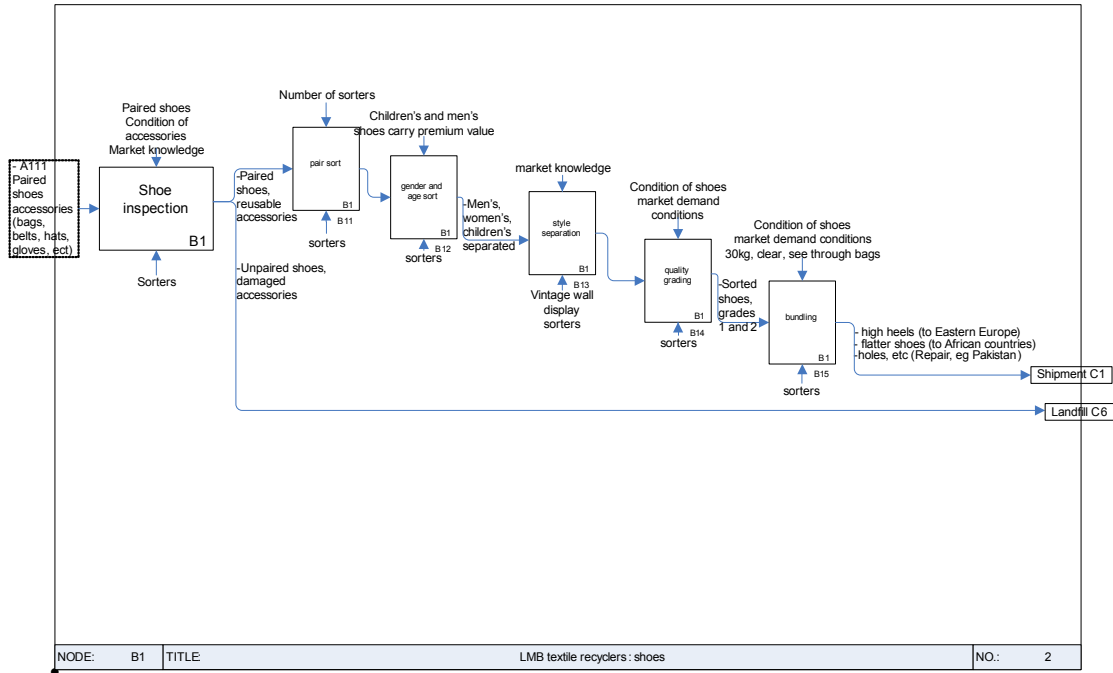 - A111
Paired
shoes
accessories
(bags,
belts, hats,
gloves, ect)
Paired shoes
Condition of
accessories
Market knowledge
Shoe
inspection
B1
Sorters
-Paired
shoes,
reusable
accessories
-Unpaired shoes,
damaged
accessories
Number of sorters
pair sort
B1
B11
sorters
Children's and men's
shoes carry premium value
gender and
age sort
B1
B12
sorters
-Men's,
women's,
children's
separated
market knowledge
style
separation
B1
B13
Vintage wall
display
sorters
Condition of shoes
market demand
conditions
quality
grading
B1
B14
sorters
-Sorted
shoes,
grades
1 and 2
Condition of shoes
market demand conditions
30kg, clear, see through bags
bundling
B1
B15
sorters
- high heels (to Eastern Europe)
- flatter shoes (to African countries)
-holes, etc (Repair, eg Pakistan)
Shipment C1
Landfill C6
NODE: B1 TITLE: LMB textile recyclers: shoes NO.: 2